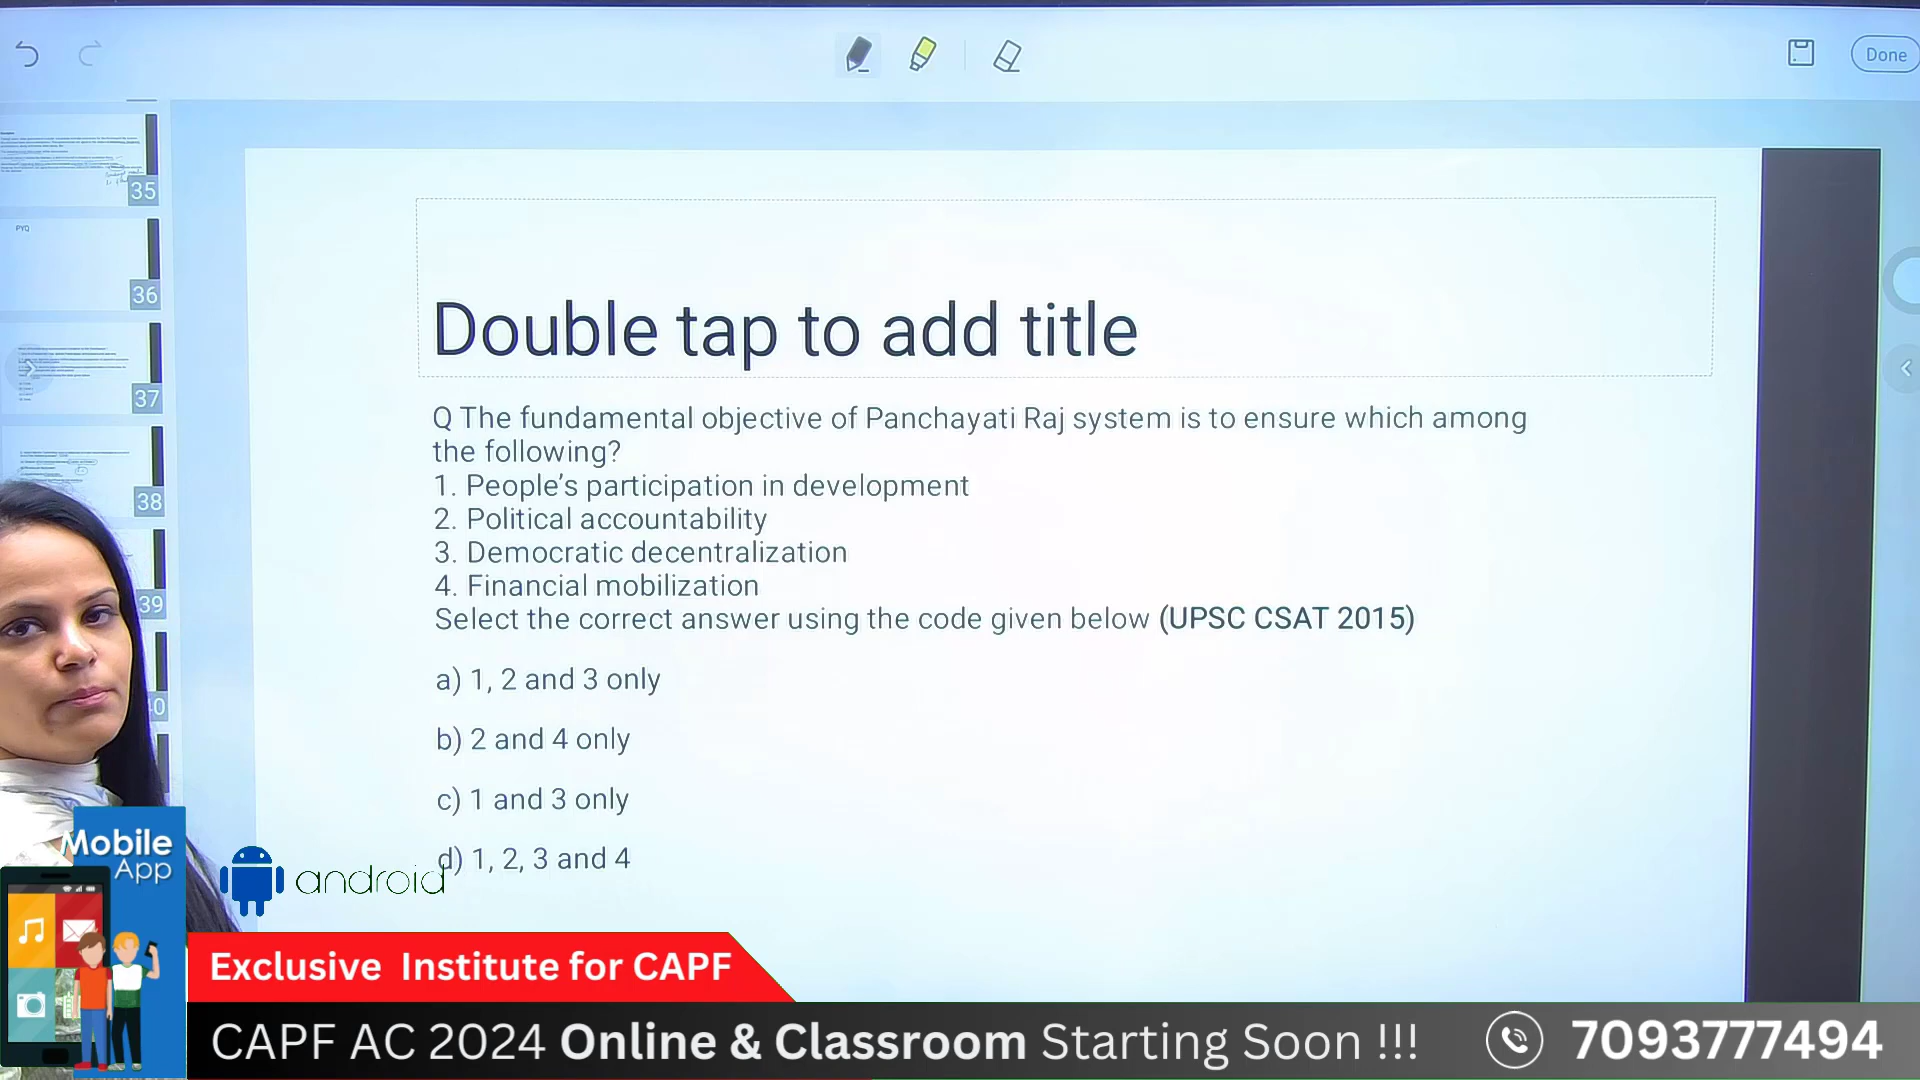 Done
35
PYQ
36
37
38
39
Double tap to add title
Q The fundamental objective of Panchayati Raj system is to ensure which among
the following?
1. People’s participation in development
2. Political accountability
3. Democratic decentralization
4. Financial mobilization
Select the correct answer using the code given below (UPSC CSAT 2015)
a) 1, 2 and 3 only
b) 2 and 4 only
c) 1 and 3 only
d) 1, 2, 3 and 4
Mobile
App
android
Exclusive Institute for CAPF
CAPF AC 2024 Online & Classroom Starting Soon !!!
7093777494